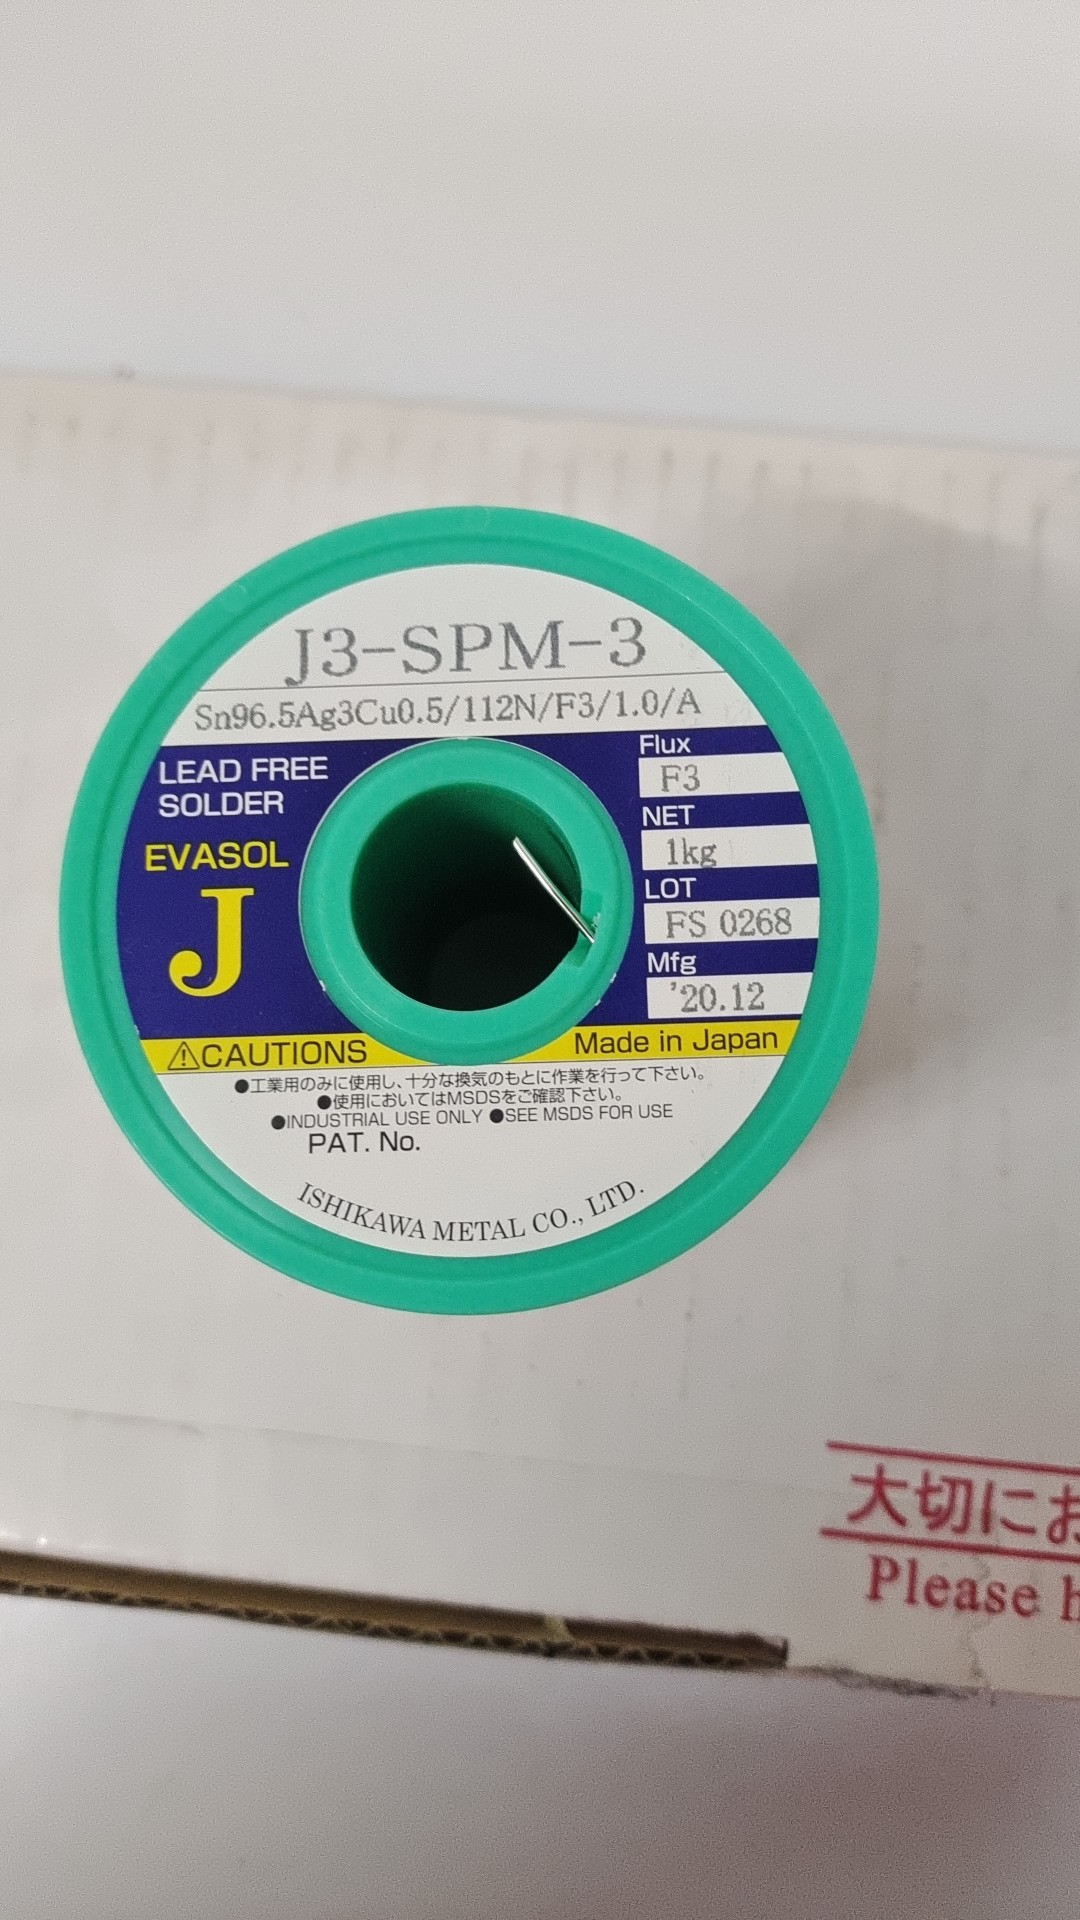 J3-SPM-3
Sn96.5Ag3Cu0.5/112N/F3/1.0/A
LEAD FREE
SOLDER
EVASOL
J
Flux
F3
NET
1kg
LOT
FS 0268
Mfg
'20.12
⚠CAUTIONS
Made in Japan
●工業用のみに使用し、十分な換気のもとに作業を行って下さい。
●使用においてはMSDSをご確認下さい。
●INDUSTRIAL USE ONLY ●SEE MSDS FOR USE
PAT. No.
ISHIKAWA METAL CO., LTD.
大切にお
Please h